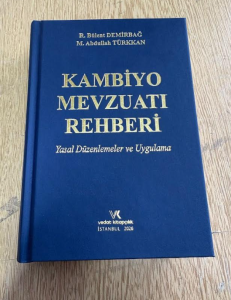 R. Bülent DEMİRBAĞ
M. Abdullah TÜRKKAN
KAMBİYO
MEVZUATI
REHBERİ
Yasal Düzenlemeler ve Uygulama
vedat kitapçılık
İSTANBUL 2026